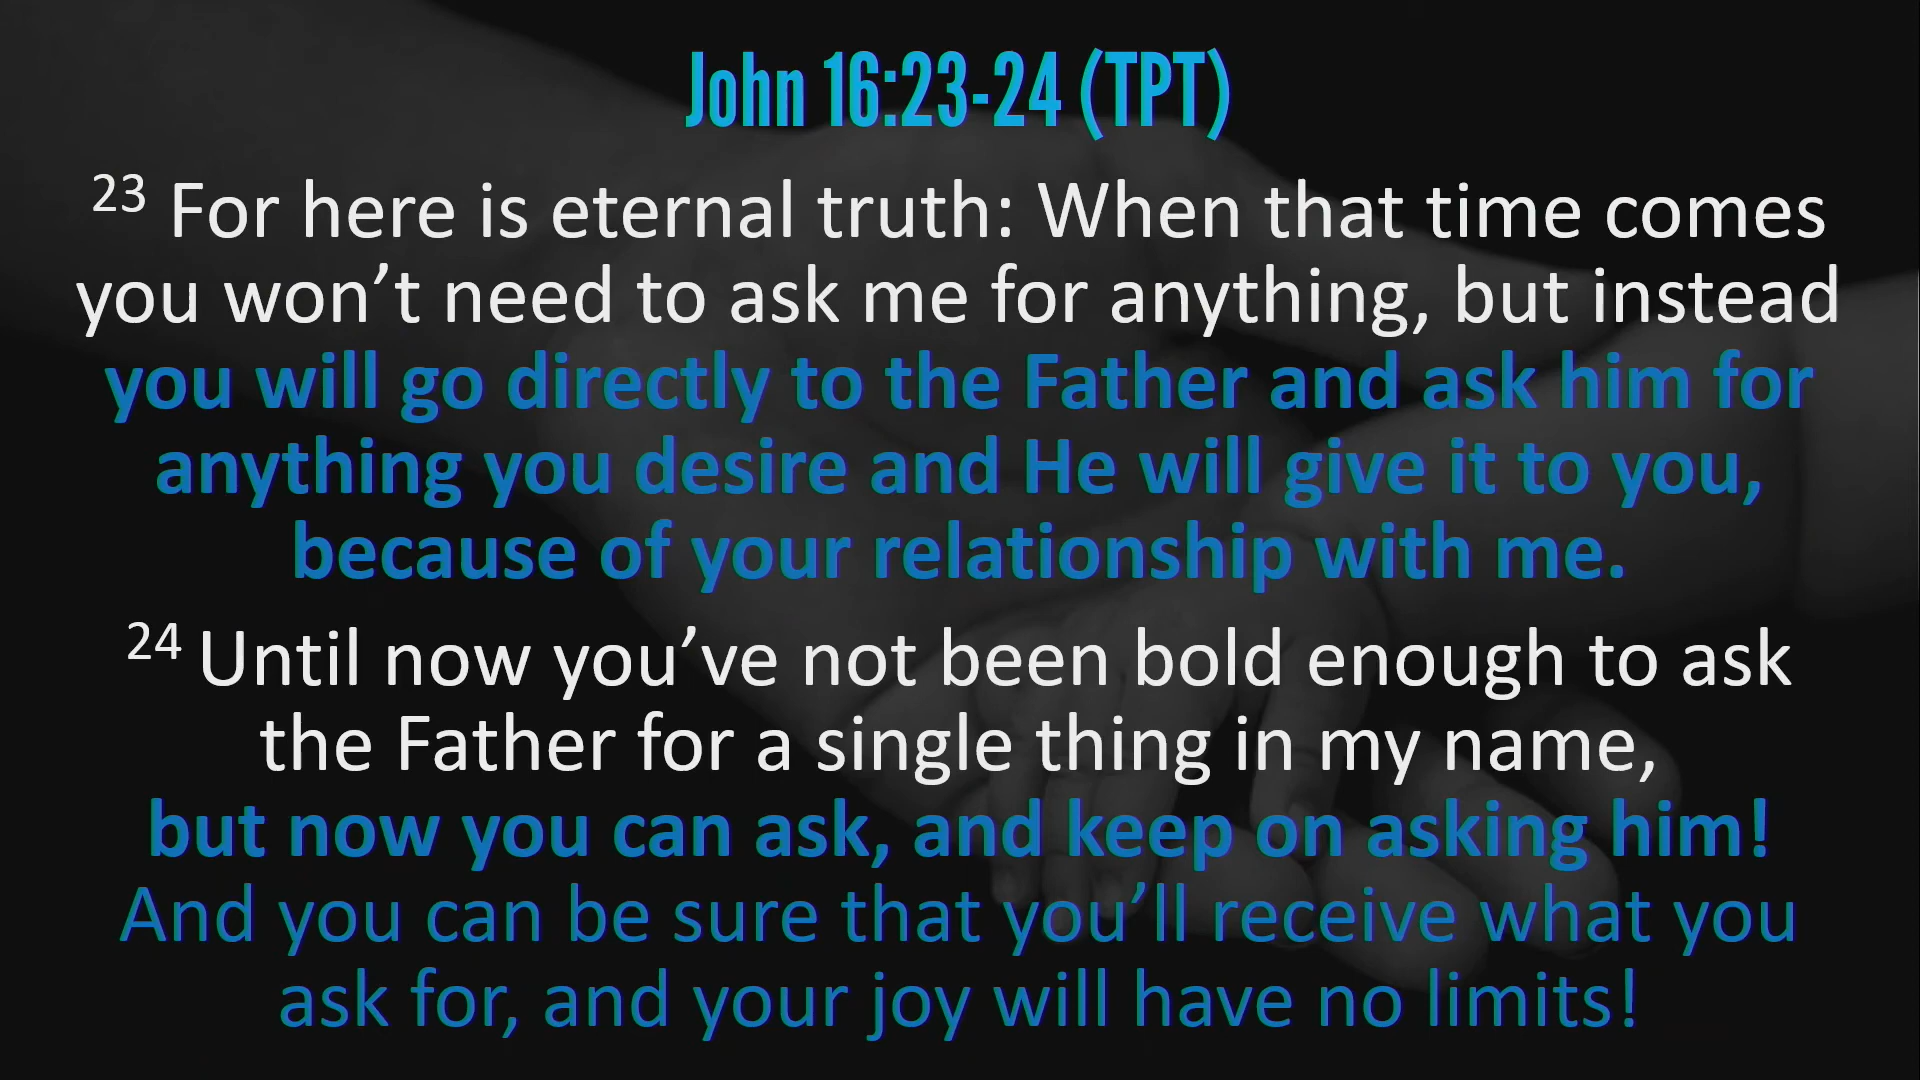 John 16:23-24 (TPT)
23 For here is eternal truth: When that time comes
you won’t need to ask me for anything, but instead
you will go directly to the Father and ask him for
anything you desire and He will give it to you,
because of your relationship with me.
24 Until now you’ve not been bold enough to ask
the Father for a single thing in my name,
but now you can ask, and keep on asking him!
And you can be sure that you’ll receive what you
ask for, and your joy will have no limits!